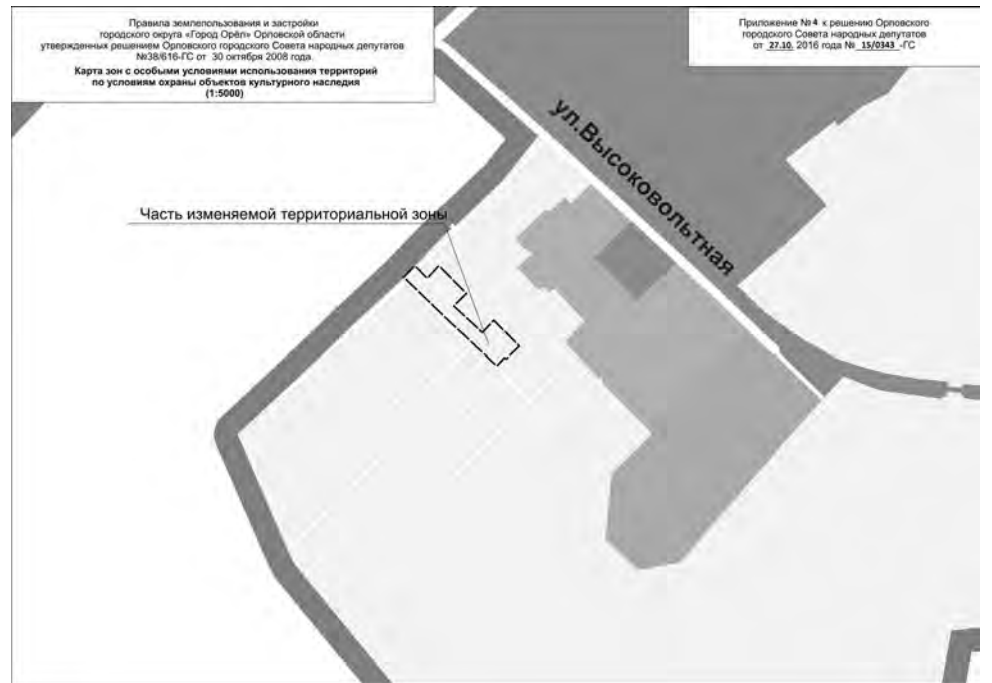 Правила землепользования и застройки
городского округа «Город Орёл» Орловской области
утвержденных решением Орловского городского Совета народных депутатов
№38/616-ГС от 30 октября 2008 года.
Карта зон с особыми условиями использования территорий
по условиям охраны объектов культурного наследия
(1:5000)
Приложение №4 к решению Орловского
городского Совета народных депутатов
от 27.10. 2016 года № 15/0343 -ГС
ул.Высоковольтная
Часть изменяемой территориальной зоны